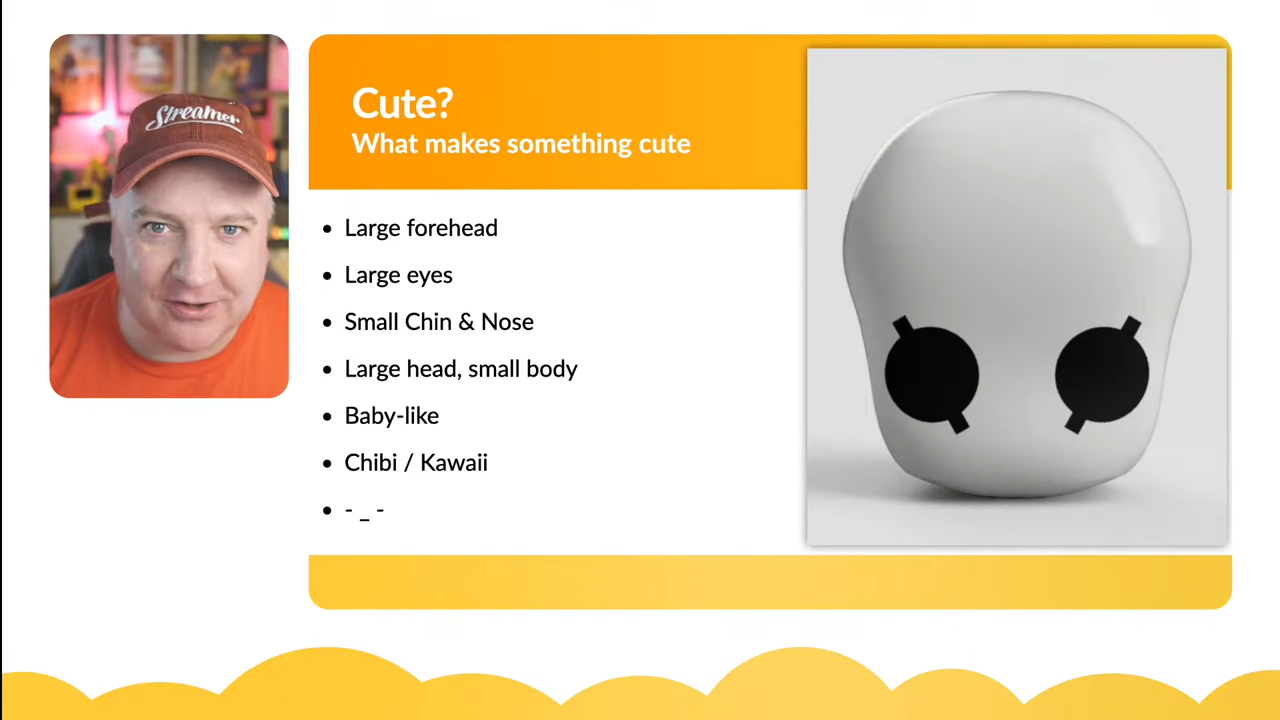 Streamer
Cute?
What makes something cute
Large forehead
Large eyes
Small Chin & Nose
Large head, small body
Baby-like
Chibi / Kawaii
- _ -